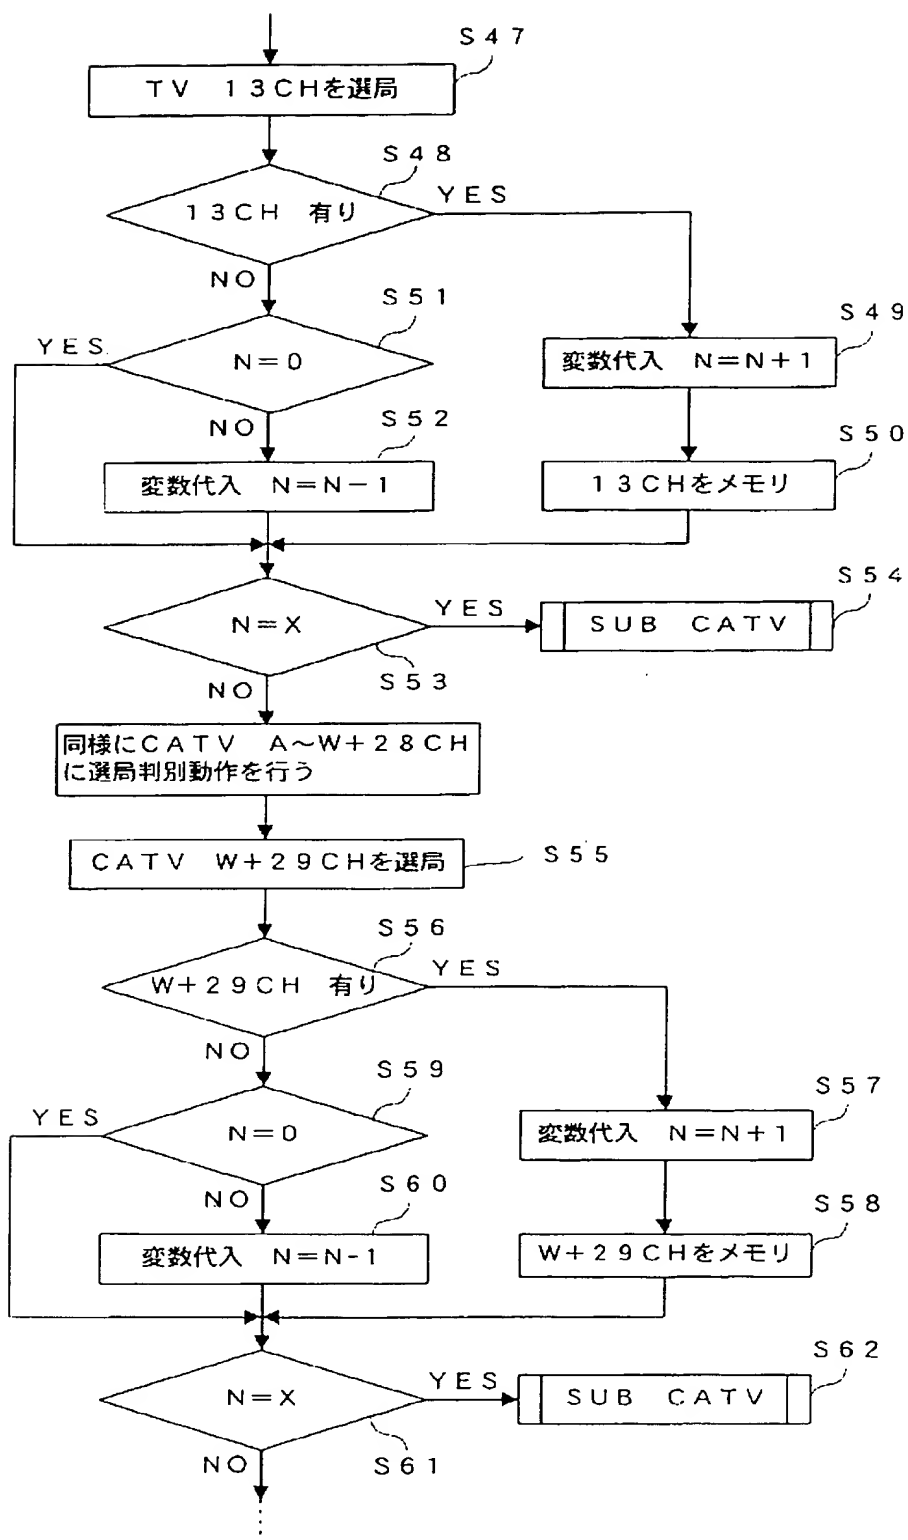 S47
TV 13CHを選局
S48
13CH 有り
YES
NO
S51
S49
YES
N=0
変数代入 N=N+1
NO
S52
S50
変数代入 N=N-1
13CHをメモリ
S54
N=X
YES
SUB CATV
S53
NO
同様にCATV A~W+28CH
に選局判別動作を行う
CATV W+29CHを選局
S55
S56
W+29CH 有り
YES
NO
S59
S57
YES
N=0
変数代入 N=N+1
NO
S60
S58
変数代入 N=N-1
W+29CHをメモリ
S62
N=X
YES
SUB CATV
S61
NO